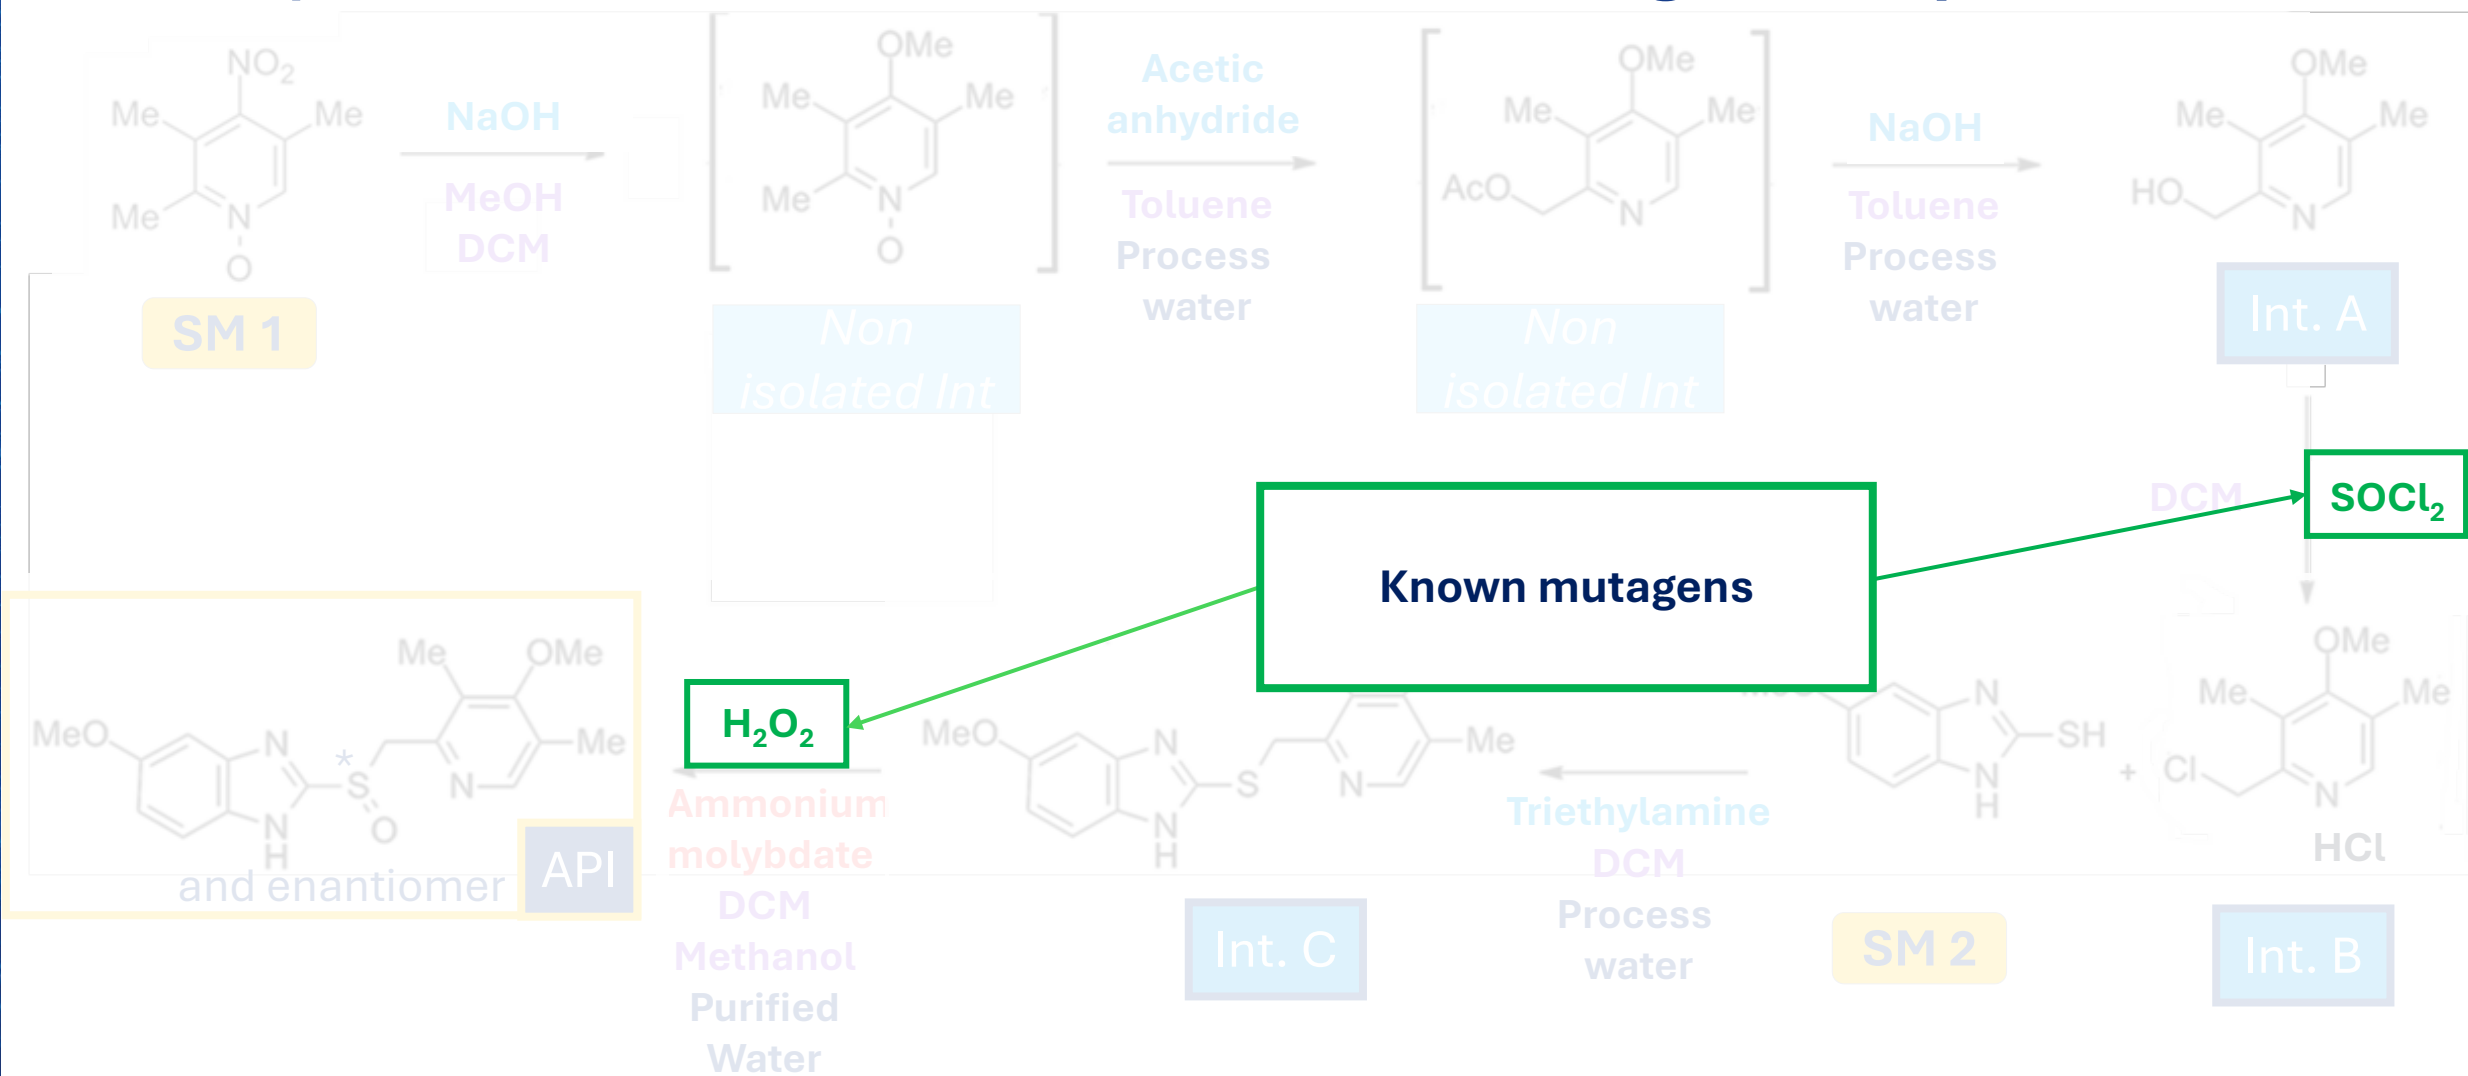 NO2
Me
Me
Me
N
O
SM 1
NaOH
MeOH
DCM
OMe
Me
Me
Me
N
O
Non
isolated Int
Acetic
anhydride
Toluene
Process
water
OMe
Me
Me
AcO
N
Non
isolated Int
NaOH
Toluene
Process
water
OMe
Me
Me
HO
N
Int. A
DCM
SOCl2
Known mutagens
OMe
Me
Me
Cl
N
HCl
Int. B
+
N
SH
N
H
SM 2
Triethylamine
DCM
Process
water
MeO
N
S
N
H
N
Me
Int. C
H2O2
Ammonium
molybdate
DCM
Methanol
Purified
Water
Me
OMe
MeO
N
*
S
O
N
H
N
Me
and enantiomer
API